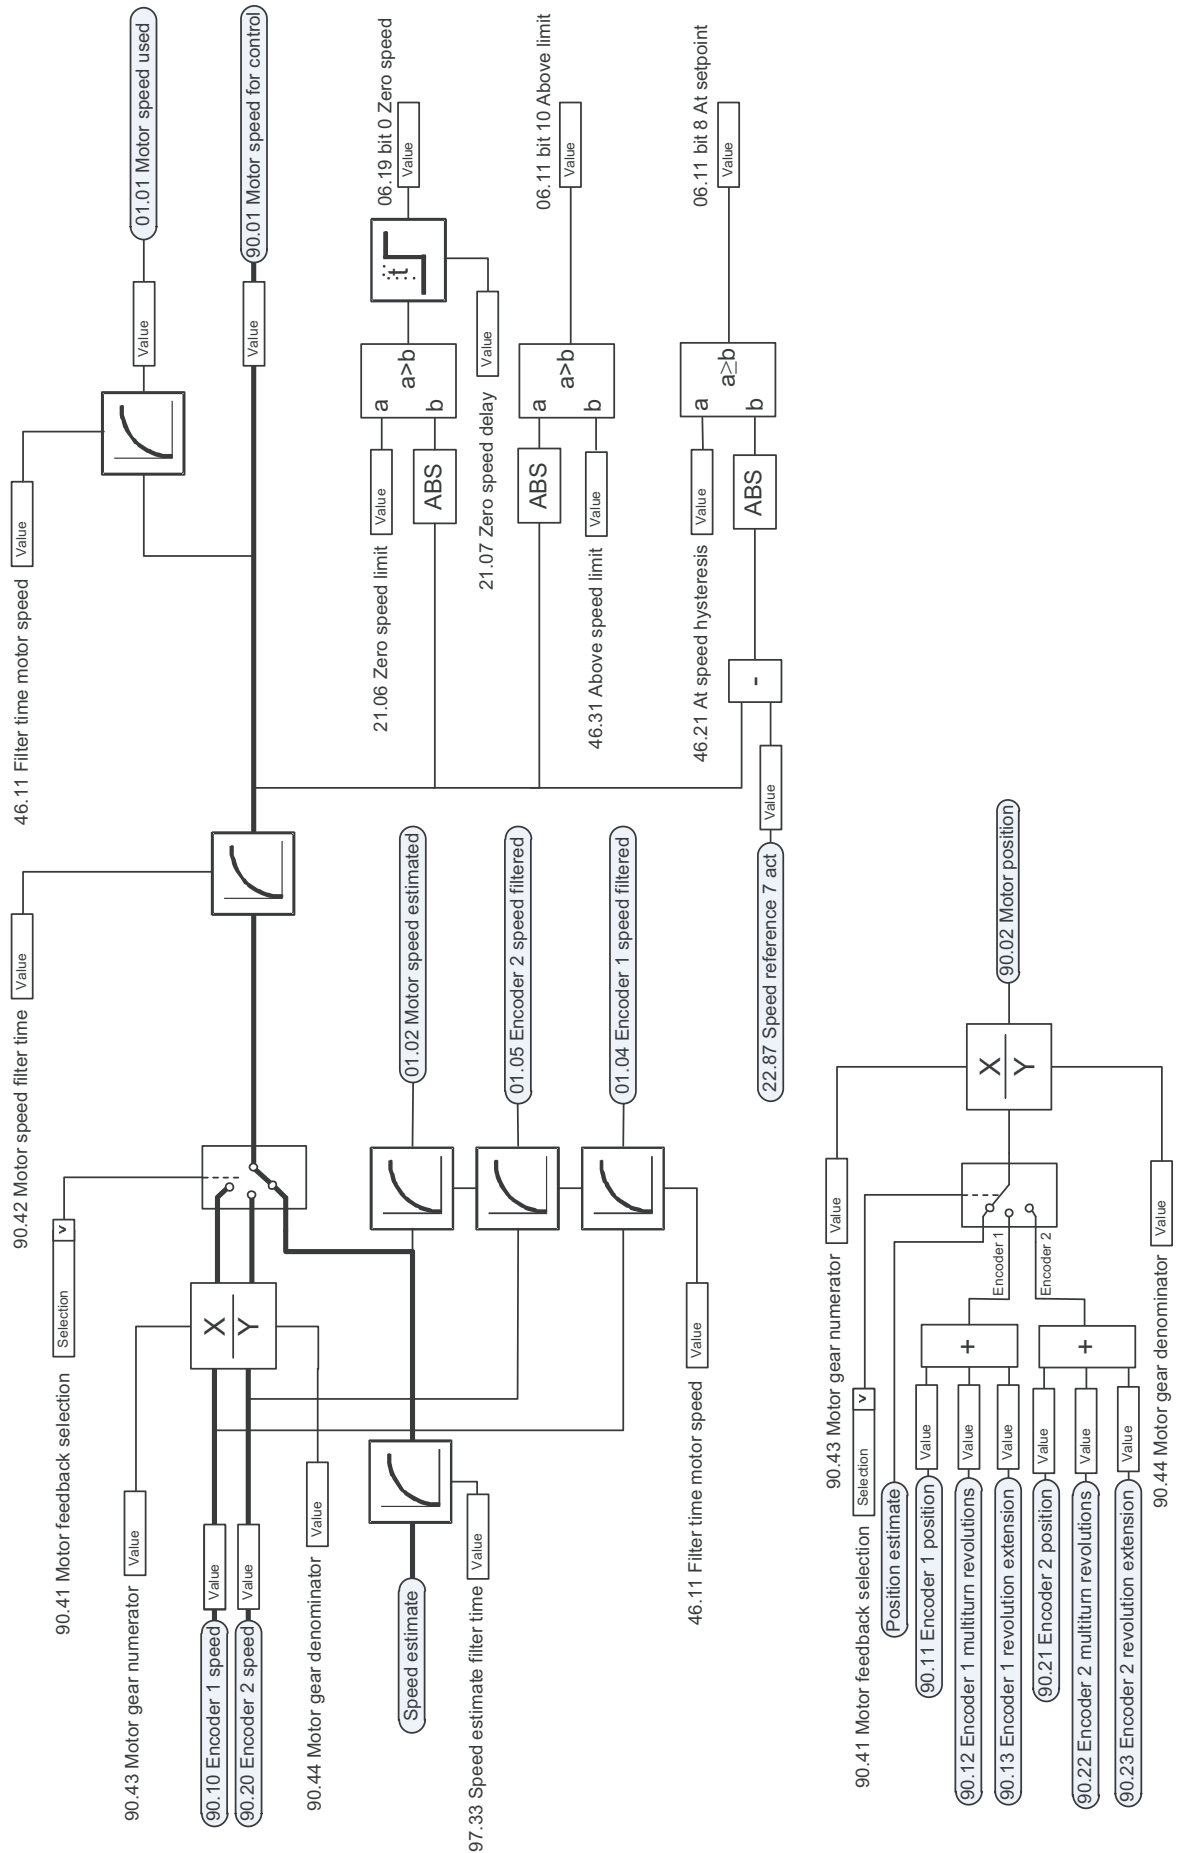 46.11 Filter time motor speed
Value
90.42 Motor speed filter time
Value
90.41 Motor feedback selection
Selection
v
90.43 Motor gear numerator
Value
01.01 Motor speed used
Value
90.10 Encoder 1 speed
Value
90.20 Encoder 2 speed
Value
X
Y
90.01 Motor speed for control
Value
90.44 Motor gear denominator
Value
Speed estimate
97.33 Speed estimate filter time
Value
01.02 Motor speed estimated
01.05 Encoder 2 speed filtered
01.04 Encoder 1 speed filtered
46.11 Filter time motor speed
Value
21.06 Zero speed limit
Value
ABS
a
b
a>b
t
06.19 bit 0 Zero speed
Value
21.07 Zero speed delay
Value
ABS
46.31 Above speed limit
Value
a
b
a>b
06.11 bit 10 Above limit
Value
46.21 At speed hysteresis
Value
22.87 Speed reference 7 act
Value
-
ABS
a
b
a≥b
06.11 bit 8 At setpoint
Value
90.43 Motor gear numerator
Value
90.41 Motor feedback selection
Selection
v
Position estimate
90.11 Encoder 1 position
Value
90.12 Encoder 1 multiturn revolutions
Value
90.13 Encoder 1 revolution extension
Value
+
Encoder 1
90.21 Encoder 2 position
Value
90.22 Encoder 2 multiturn revolutions
Value
90.23 Encoder 2 revolution extension
Value
+
Encoder 2
X
Y
90.02 Motor position
90.44 Motor gear denominator
Value